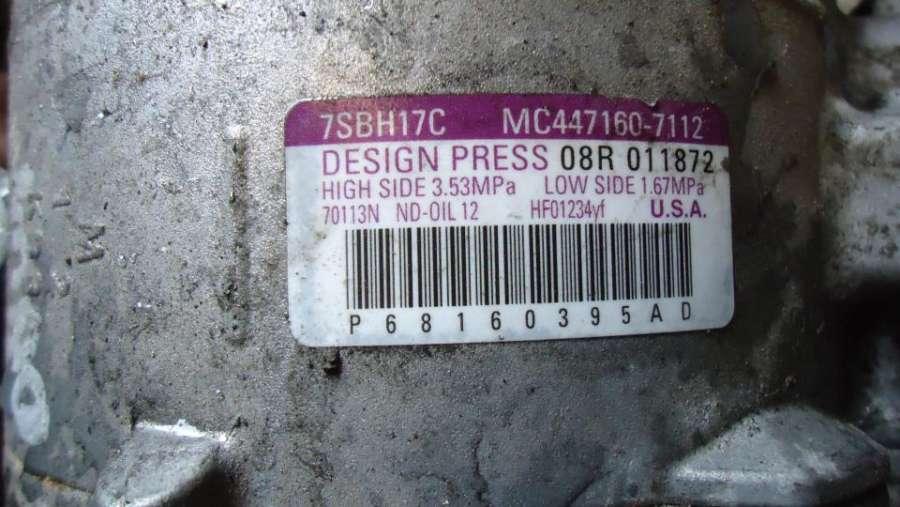 7SBH17C MC447160-7112
DESIGN PRESS 08R 011872
HIGH SIDE 3.53MPa LOW SIDE 1.67MPa
70113N ND-OIL 12 HFO1234yf U.S.A.
P68160395AD